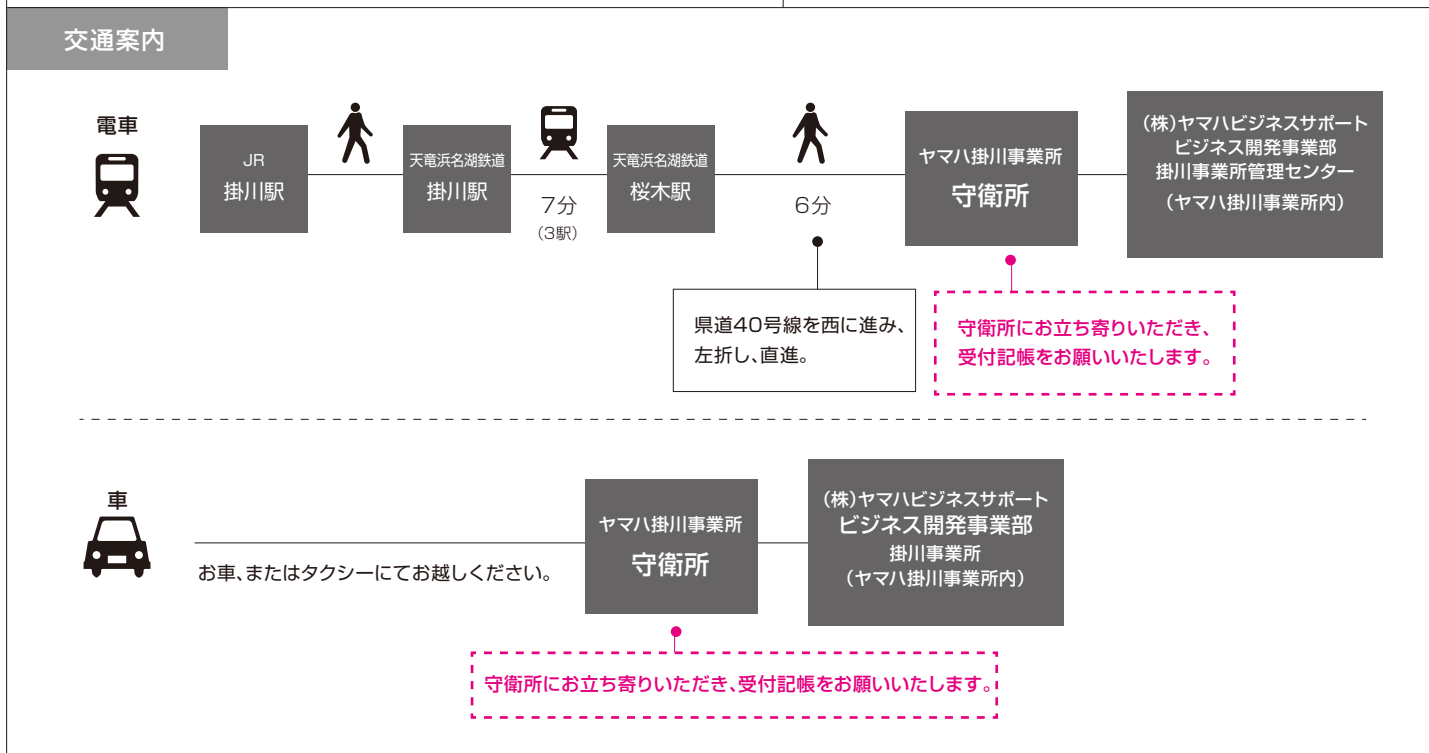 交通案内
電車
JR
掛川駅
天竜浜名湖鉄道
掛川駅
7分
(3駅)
天竜浜名湖鉄道
桜木駅
6分
県道40号線を西に進み、
左折し、直進。
ヤマハ掛川事業所
守衛所
守衛所にお立ち寄りいただき、
受付記帳をお願いいたします。
(株)ヤマハビジネスサポート
ビジネス開発事業部
掛川事業所管理センター
(ヤマハ掛川事業所内)
車
お車、またはタクシーにてお越しください。
ヤマハ掛川事業所
守衛所
守衛所にお立ち寄りいただき、受付記帳をお願いいたします。
(株)ヤマハビジネスサポート
ビジネス開発事業部
掛川事業所
(ヤマハ掛川事業所内)